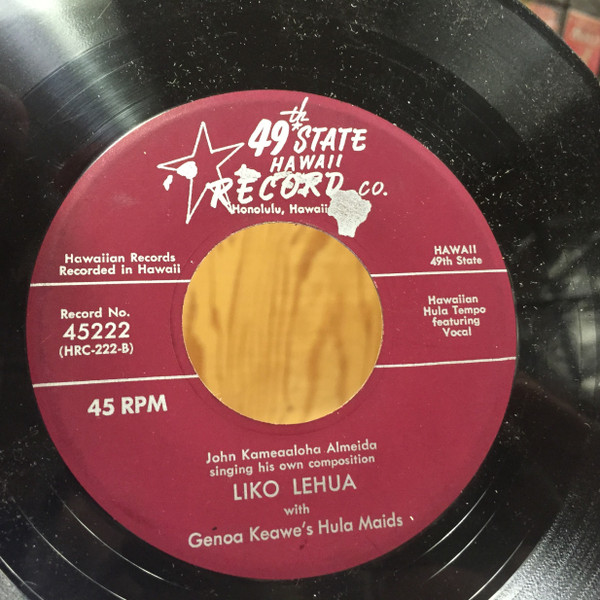 49th STATE
HAWAII
RECORD CO.
Honolulu, Hawaii
Hawaiian Records
Recorded in Hawaii
HAWAII
49th State
Record No.
45222
(HRC-222-B)
Hawaiian
Hula Tempo
featuring
Vocal
45 RPM
John Kameaaloha Almeida
singing his own composition
LIKO LEHUA
with
Genoa Keawe's Hula Maids